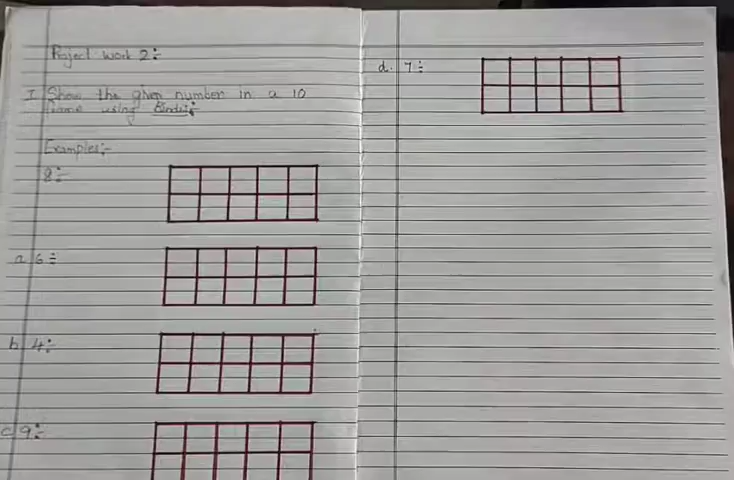 Project Work 2:-
I Show the given number in a 10
frame using Bindis:-
Examples:-
8:-
a. 6:-
b. 4:-
c. 9:-
d. 7:-